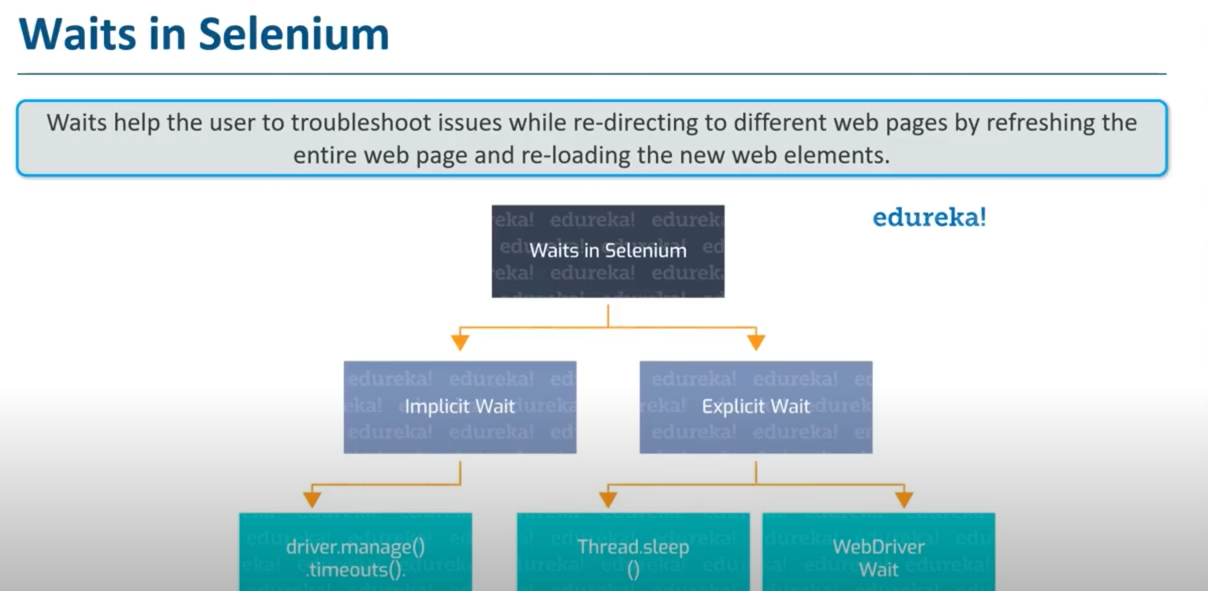 Waits in Selenium
Waits help the user to troubleshoot issues while re-directing to different web pages by refreshing the
entire web page and re-loading the new web elements.
edureka!
Waits in Selenium
Implicit Wait
Explicit Wait
driver.manage()
.timeouts().
Thread.sleep
()
WebDriver
Wait